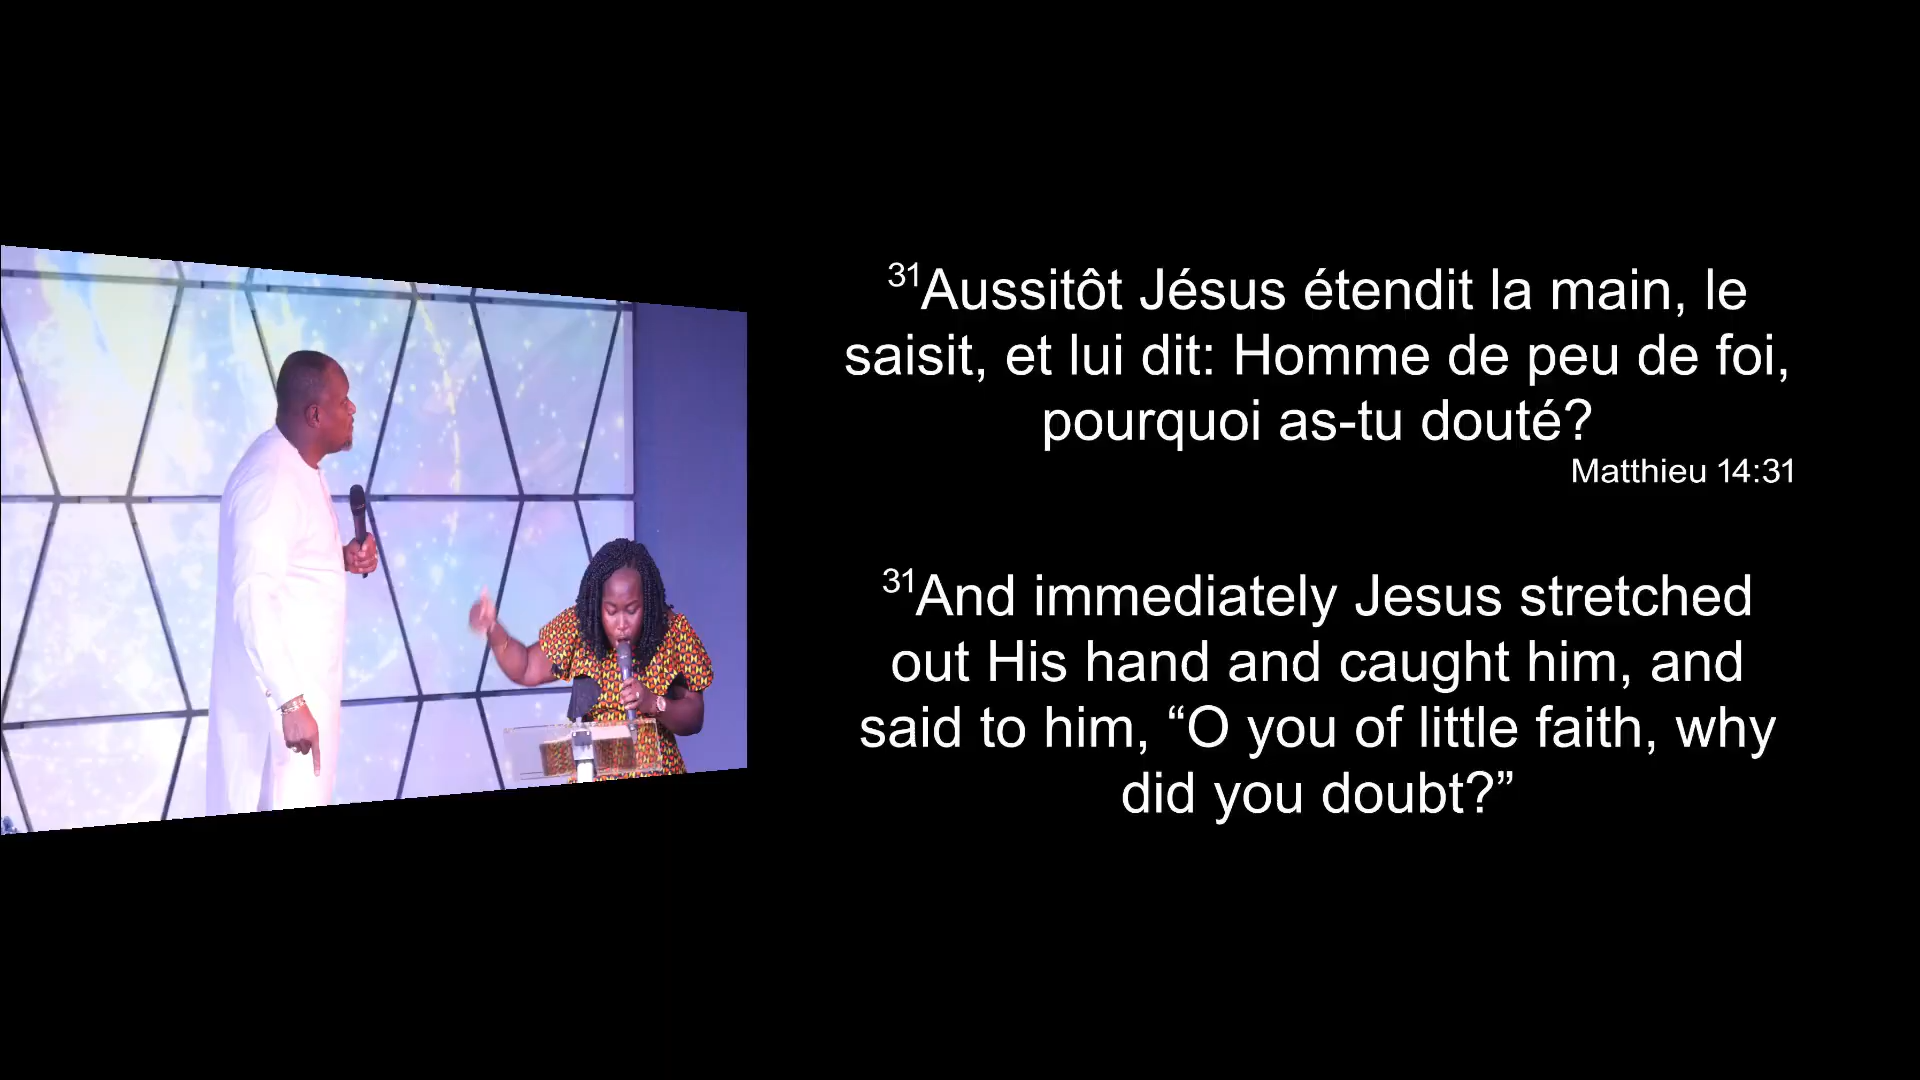 31Aussitôt Jésus étendit la main, le
saisit, et lui dit: Homme de peu de foi,
pourquoi as-tu douté?
Matthieu 14:31
31And immediately Jesus stretched
out His hand and caught him, and
said to him, “O you of little faith, why
did you doubt?”